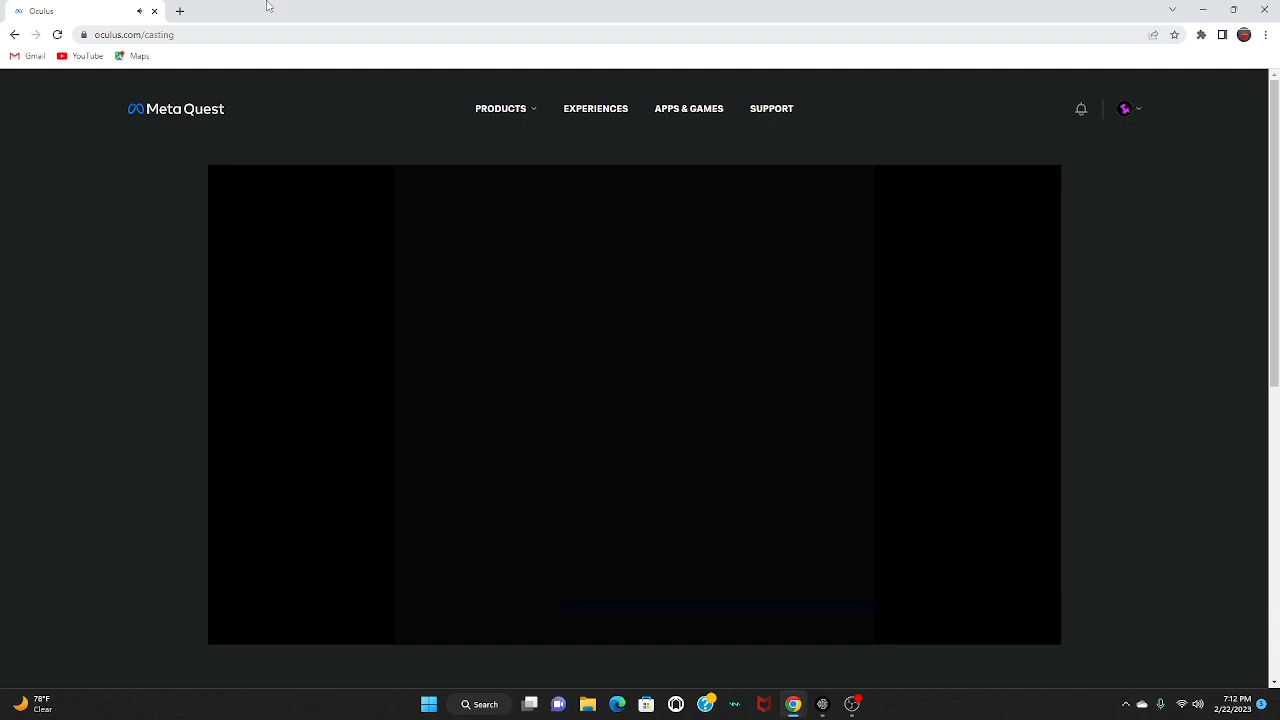 Oculus
oculus.com/casting
Gmail YouTube Maps
Meta Quest PRODUCTS EXPERIENCES APPS & GAMES SUPPORT
78°F
Clear
Search
7:12 PM
2/22/2023
3